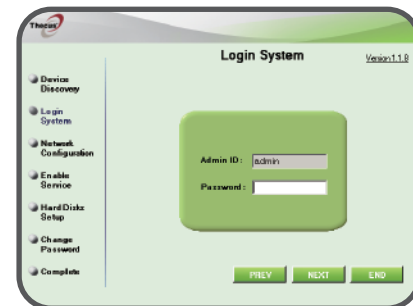 Thecus
Login System
Version 1.1.8
Device
Discovery
Login
System
Network
Configuration
Enable
Service
Hard Disks
Setup
Change
Password
Complete
Admin ID:
admin
Password:
PREV
NEXT
END